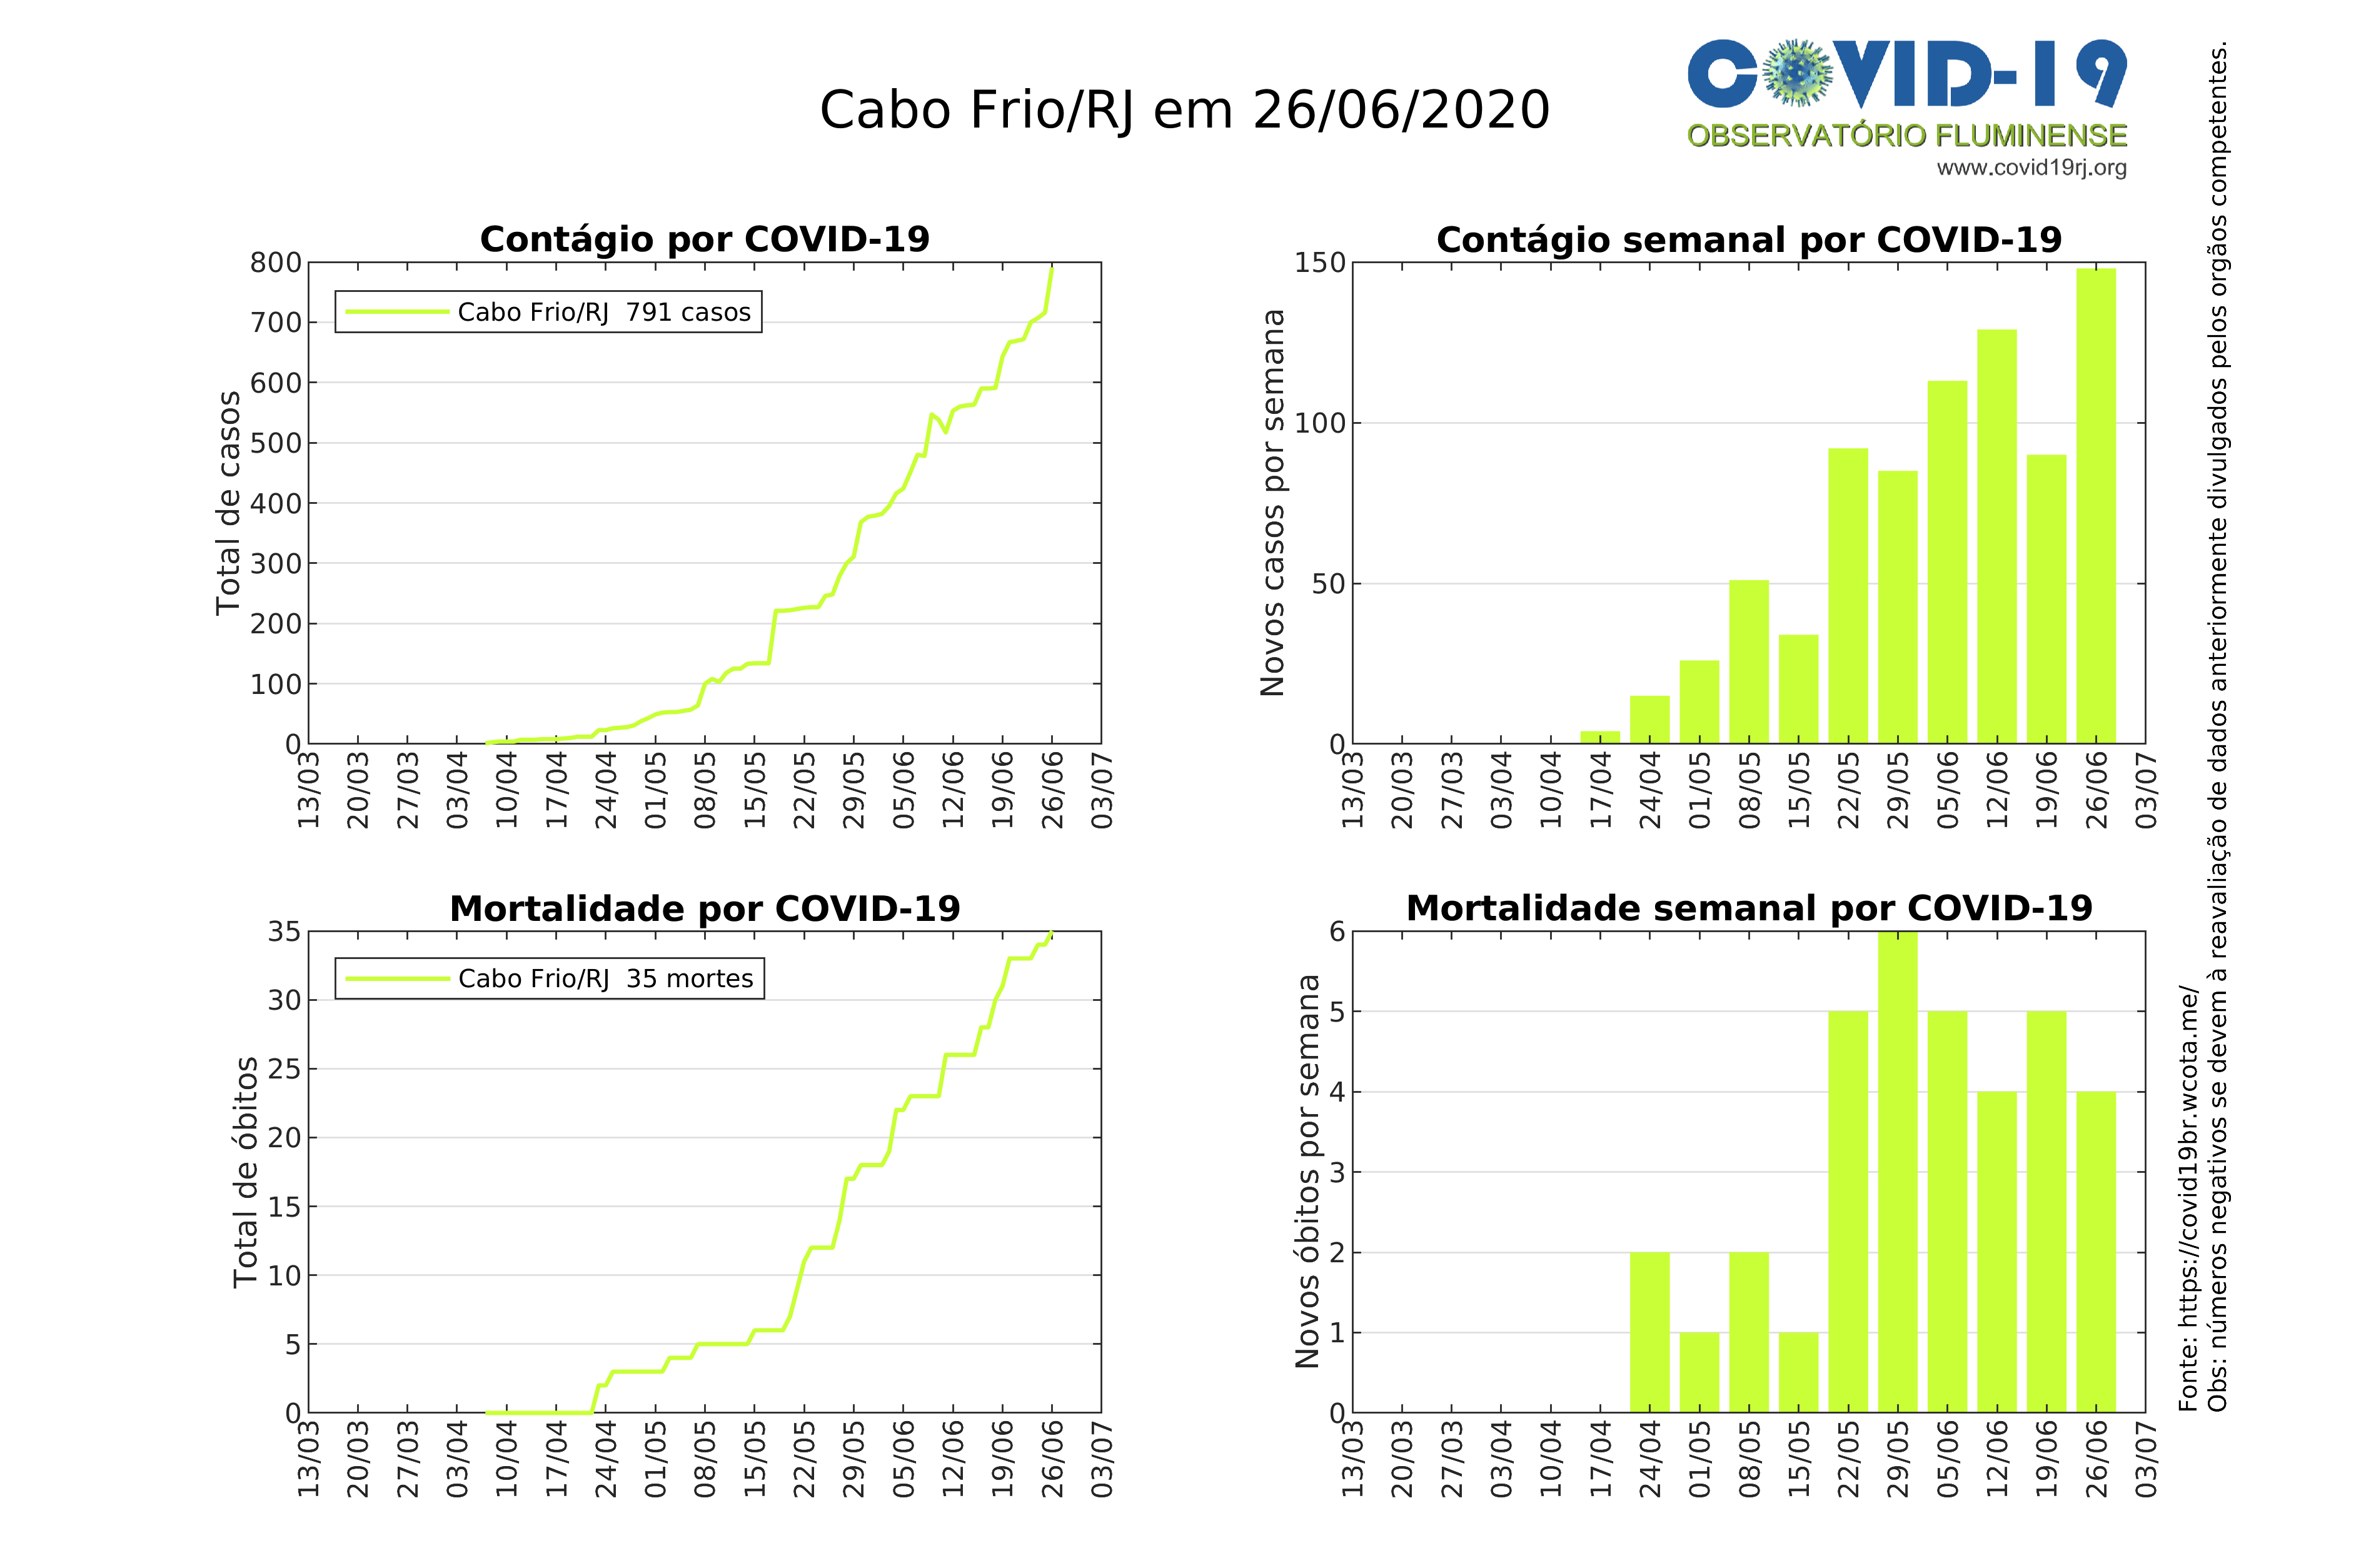 Cabo Frio/RJ em 26/06/2020
COVID-19
OBSERVATÓRIO FLUMINENSE
www.covid19rj.org
Contágio por COVID-19
Total de casos
800
700
600
500
400
300
200
100
0
Cabo Frio/RJ 791 casos
13/03 20/03 27/03 03/04 10/04 17/04 24/04 01/05 08/05 15/05 22/05 29/05 05/06 12/06 19/06 26/06 03/07
Contágio semanal por COVID-19
Novos casos por semana
150
100
50
0
13/03 20/03 27/03 03/04 10/04 17/04 24/04 01/05 08/05 15/05 22/05 29/05 05/06 12/06 19/06 26/06 03/07
Mortalidade por COVID-19
Total de óbitos
35
30
25
20
15
10
5
0
Cabo Frio/RJ 35 mortes
13/03 20/03 27/03 03/04 10/04 17/04 24/04 01/05 08/05 15/05 22/05 29/05 05/06 12/06 19/06 26/06 03/07
Mortalidade semanal por COVID-19
Novos óbitos por semana
6
5
4
3
2
1
0
13/03 20/03 27/03 03/04 10/04 17/04 24/04 01/05 08/05 15/05 22/05 29/05 05/06 12/06 19/06 26/06 03/07
Fonte: https://covid19br.wcota.me/
Obs: números negativos se devem à reavaliação de dados anteriormente divulgados pelos orgãos competentes.